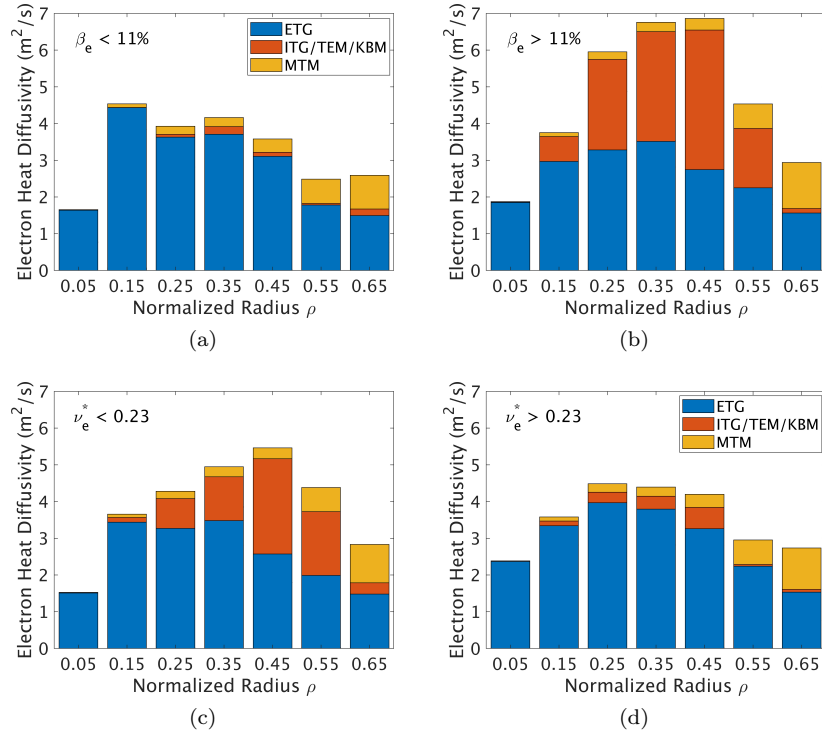 7
6
5
4
3
2
1
0
Electron Heat Diffusivity (m²/s)
βₑ < 11%
ETG
ITG/TEM/KBM
MTM
0.05 0.15 0.25 0.35 0.45 0.55 0.65
Normalized Radius ρ
(a)
7
6
5
4
3
2
1
0
Electron Heat Diffusivity (m²/s)
βₑ > 11%
0.05 0.15 0.25 0.35 0.45 0.55 0.65
Normalized Radius ρ
(b)
7
6
5
4
3
2
1
0
Electron Heat Diffusivity (m²/s)
νₑ* < 0.23
0.05 0.15 0.25 0.35 0.45 0.55 0.65
Normalized Radius ρ
(c)
7
6
5
4
3
2
1
0
Electron Heat Diffusivity (m²/s)
νₑ* > 0.23
ETG
ITG/TEM/KBM
MTM
0.05 0.15 0.25 0.35 0.45 0.55 0.65
Normalized Radius ρ
(d)